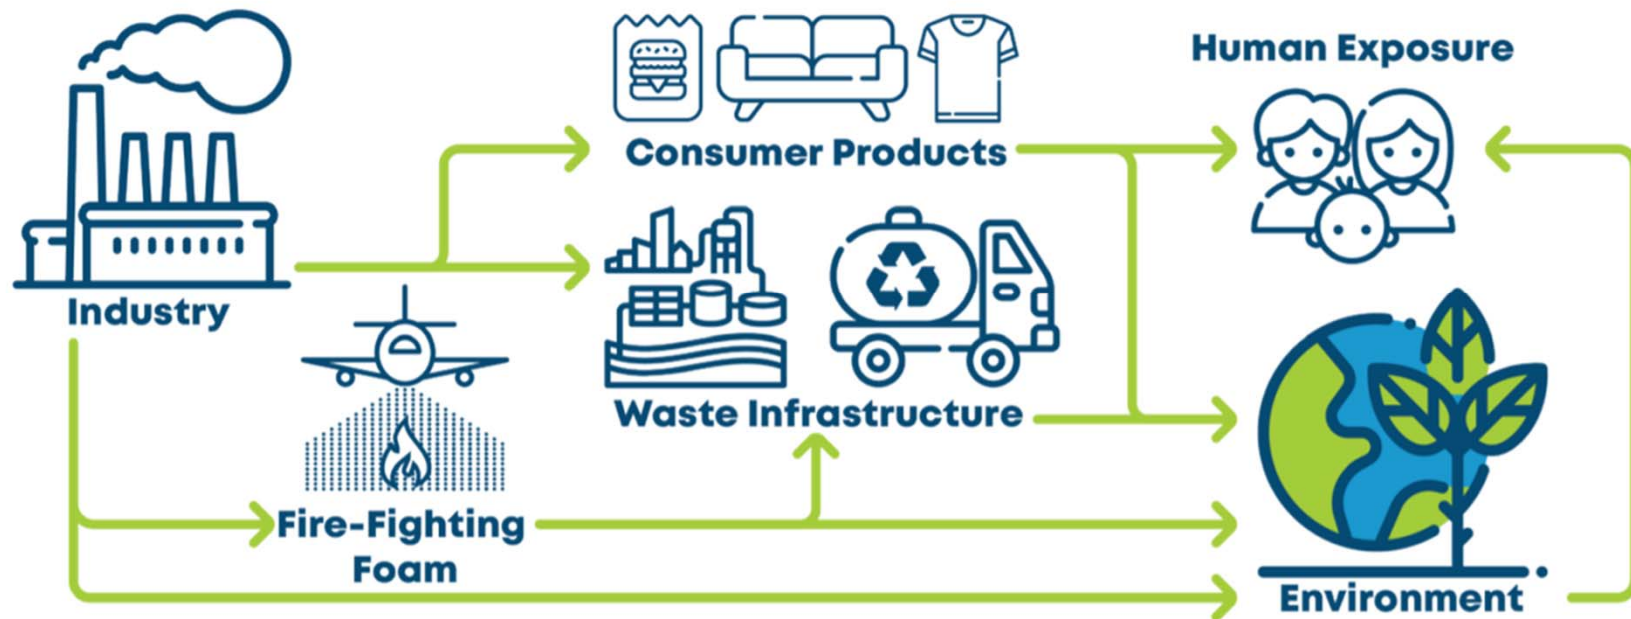 Human Exposure
Consumer Products
Industry
Waste Infrastructure
Fire-Fighting
Foam
Environment